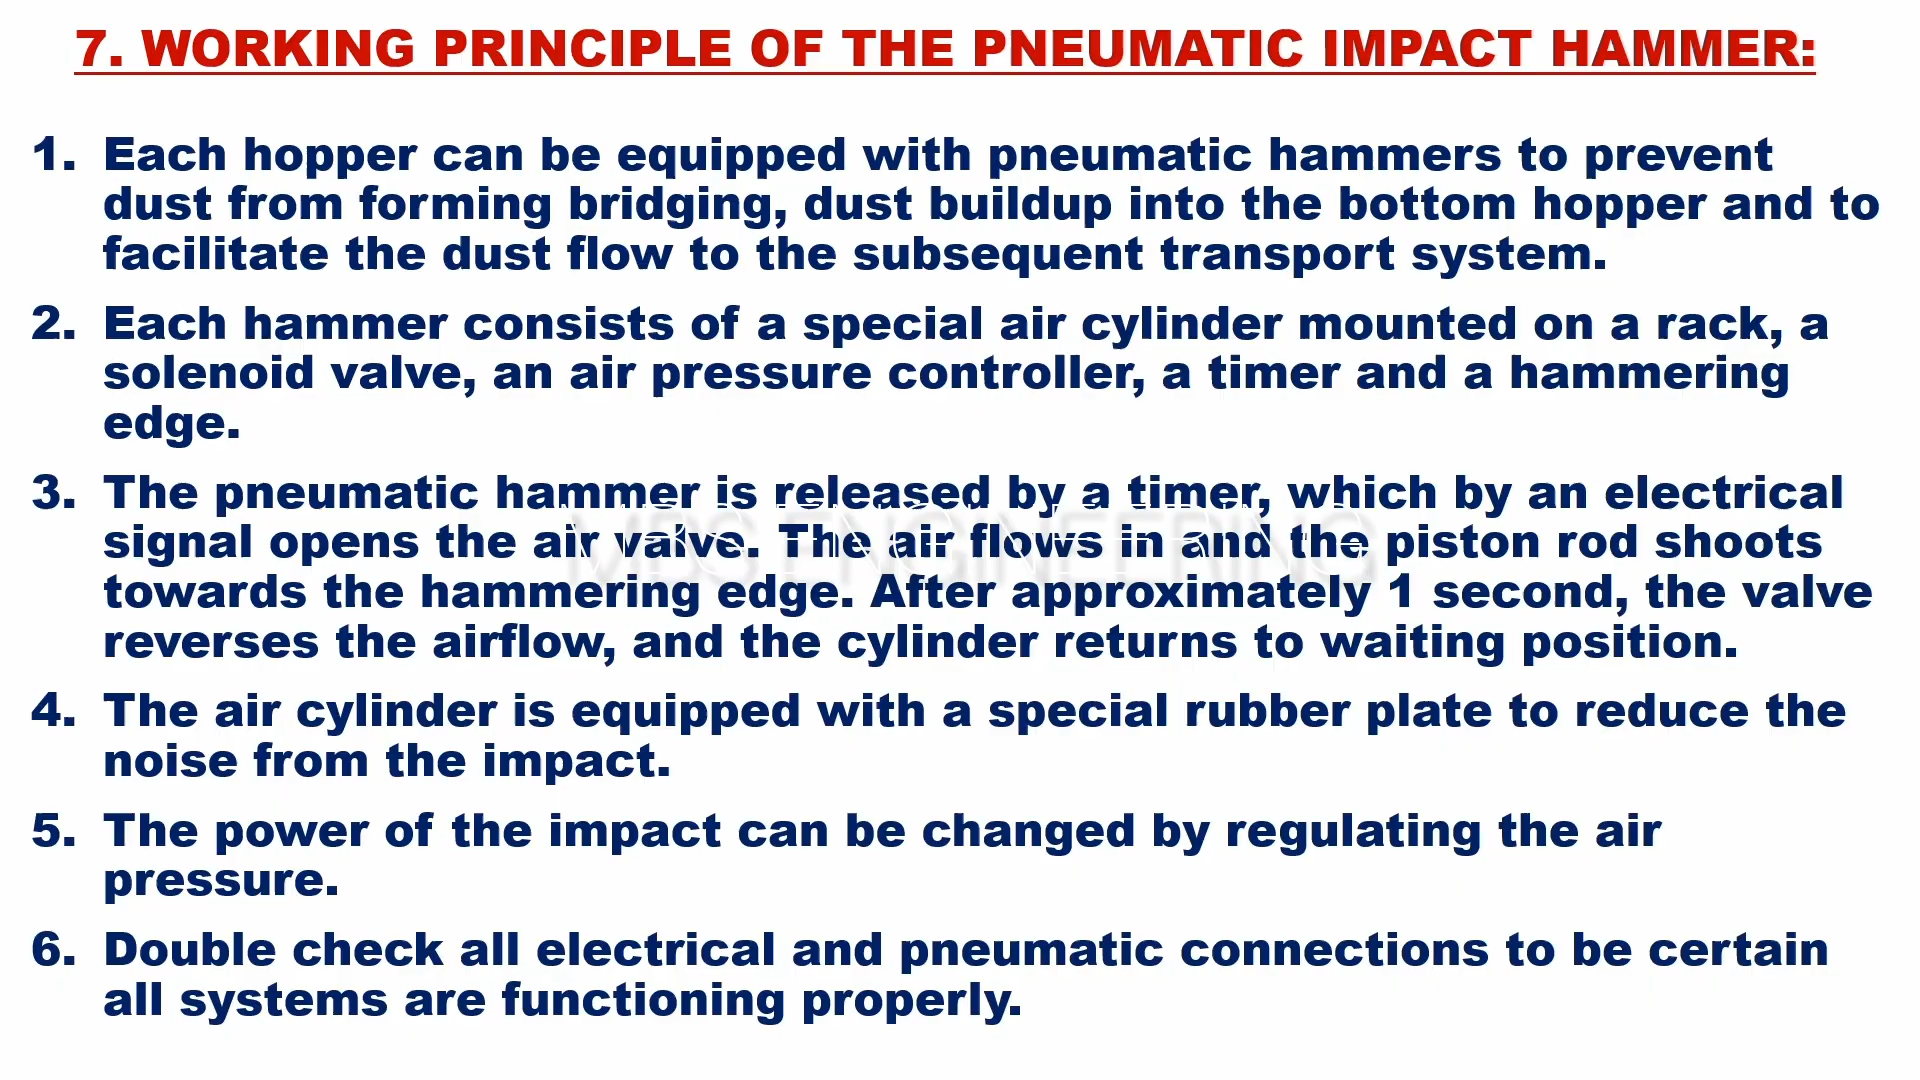 7. WORKING PRINCIPLE OF THE PNEUMATIC IMPACT HAMMER:
1. Each hopper can be equipped with pneumatic hammers to prevent
dust from forming bridging, dust buildup into the bottom hopper and to
facilitate the dust flow to the subsequent transport system.
2. Each hammer consists of a special air cylinder mounted on a rack, a
solenoid valve, an air pressure controller, a timer and a hammering
edge.
3. The pneumatic hammer is released by a timer, which by an electrical
signal opens the air valve. The air flows in and the piston rod shoots
MBS ENGINEERING
towards the hammering edge. After approximately 1 second, the valve
reverses the airflow, and the cylinder returns to waiting position.
4. The air cylinder is equipped with a special rubber plate to reduce the
noise from the impact.
5. The power of the impact can be changed by regulating the air
pressure.
6. Double check all electrical and pneumatic connections to be certain
all systems are functioning properly.